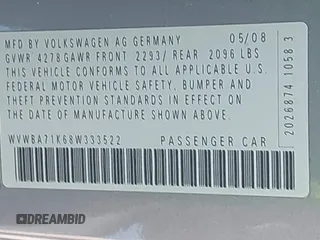 MFD BY VOLKSWAGEN AG GERMANY 05/08
GVWR 4278 GAWR FRONT 2293/ REAR 2096 LBS
THIS VEHICLE CONFORMS TO ALL APPLICABLE U.S.
FEDERAL MOTOR VEHICLE SAFETY, BUMPER AND
THEFT PREVENTION STANDARDS IN EFFECT ON THE
DATE OF MANUFACTURE SHOWN ABOVE.
WVWBA71K68W333522 PASSENGER CAR
2026874 1058 3
DREAMBID